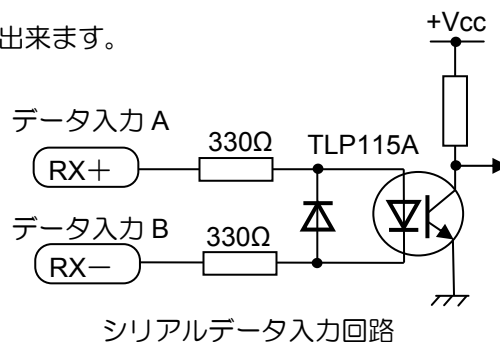 出来ます。
+Vcc
データ入力 A
330Ω
TLP115A
RX＋
データ入力 B
330Ω
RX－
シリアルデータ入力回路